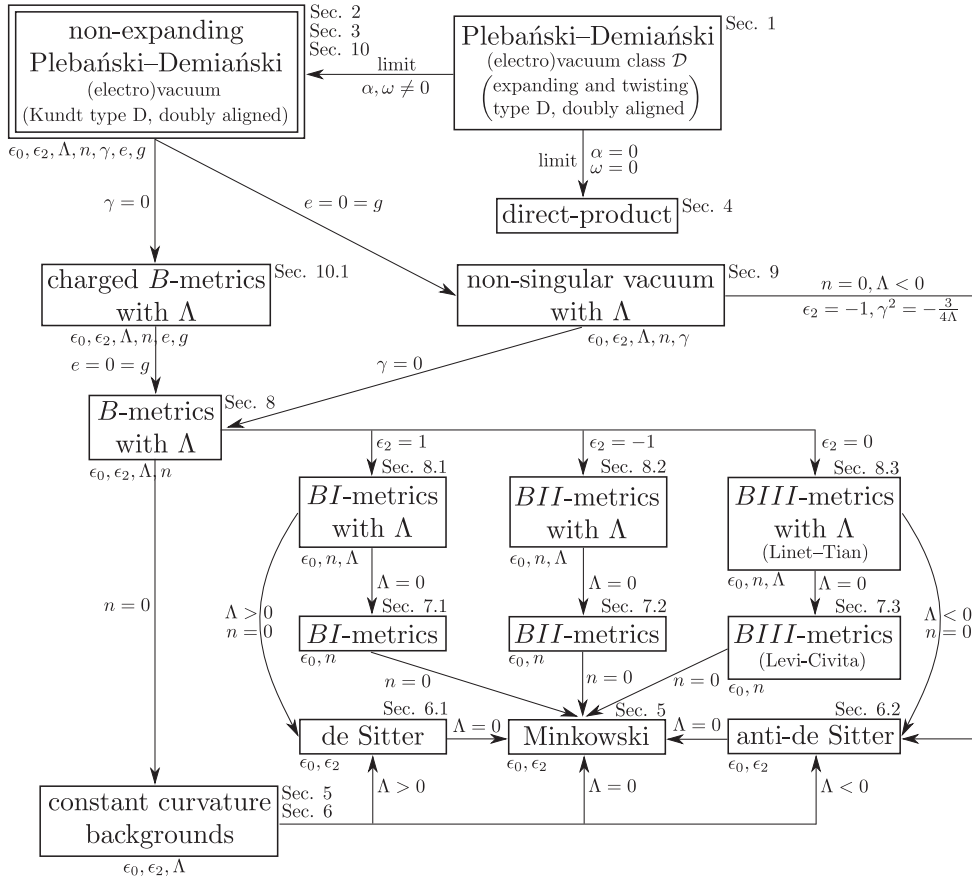 non-expanding
Plebański–Demiański
(electro)vacuum
(Kundt type D, doubly aligned)
Sec. 2
Sec. 3
Sec. 10
ϵ₀, ϵ₂, Λ, n, γ, e, g
limit
α, ω ≠ 0
Plebański–Demiański
(electro)vacuum class 𝒟
(expanding and twisting
type D, doubly aligned)
Sec. 1
limit
α = 0
ω = 0
direct-product
Sec. 4
γ = 0
e = 0 = g
charged B-metrics
with Λ
Sec. 10.1
ϵ₀, ϵ₂, Λ, n, e, g
non-singular vacuum
with Λ
Sec. 9
ϵ₀, ϵ₂, Λ, n, γ
n = 0, Λ < 0
ϵ₂ = −1, γ² = −3/4Λ
e = 0 = g
γ = 0
B-metrics
with Λ
Sec. 8
ϵ₀, ϵ₂, Λ, n
ϵ₂ = 1
ϵ₂ = −1
ϵ₂ = 0
Sec. 8.1
BI-metrics
with Λ
ϵ₀, n, Λ
Sec. 8.2
BII-metrics
with Λ
ϵ₀, n, Λ
Sec. 8.3
BIII-metrics
with Λ
(Linet–Tian)
ϵ₀, n, Λ
Λ = 0
Λ = 0
Λ = 0
n = 0
Λ > 0
n = 0
Λ < 0
n = 0
Sec. 7.1
BI-metrics
ϵ₀, n
Sec. 7.2
BII-metrics
ϵ₀, n
Sec. 7.3
BIII-metrics
(Levi-Civita)
ϵ₀, n
n = 0
n = 0
n = 0
Sec. 6.1
de Sitter
ϵ₀, ϵ₂
Λ = 0
Sec. 5
Minkowski
ϵ₀, ϵ₂
Λ = 0
Sec. 6.2
anti-de Sitter
ϵ₀, ϵ₂
Λ > 0
Λ = 0
Λ < 0
constant curvature
backgrounds
Sec. 5
Sec. 6
ϵ₀, ϵ₂, Λ